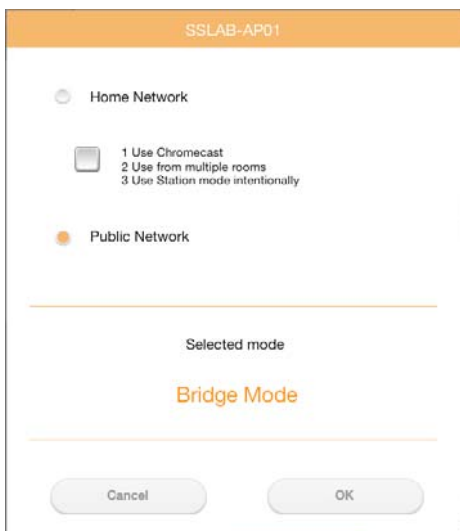 SSLAB-AP01
Home Network
1 Use Chromecast
2 Use from multiple rooms
3 Use Station mode intentionally
Public Network
Selected mode
Bridge Mode
Cancel
OK